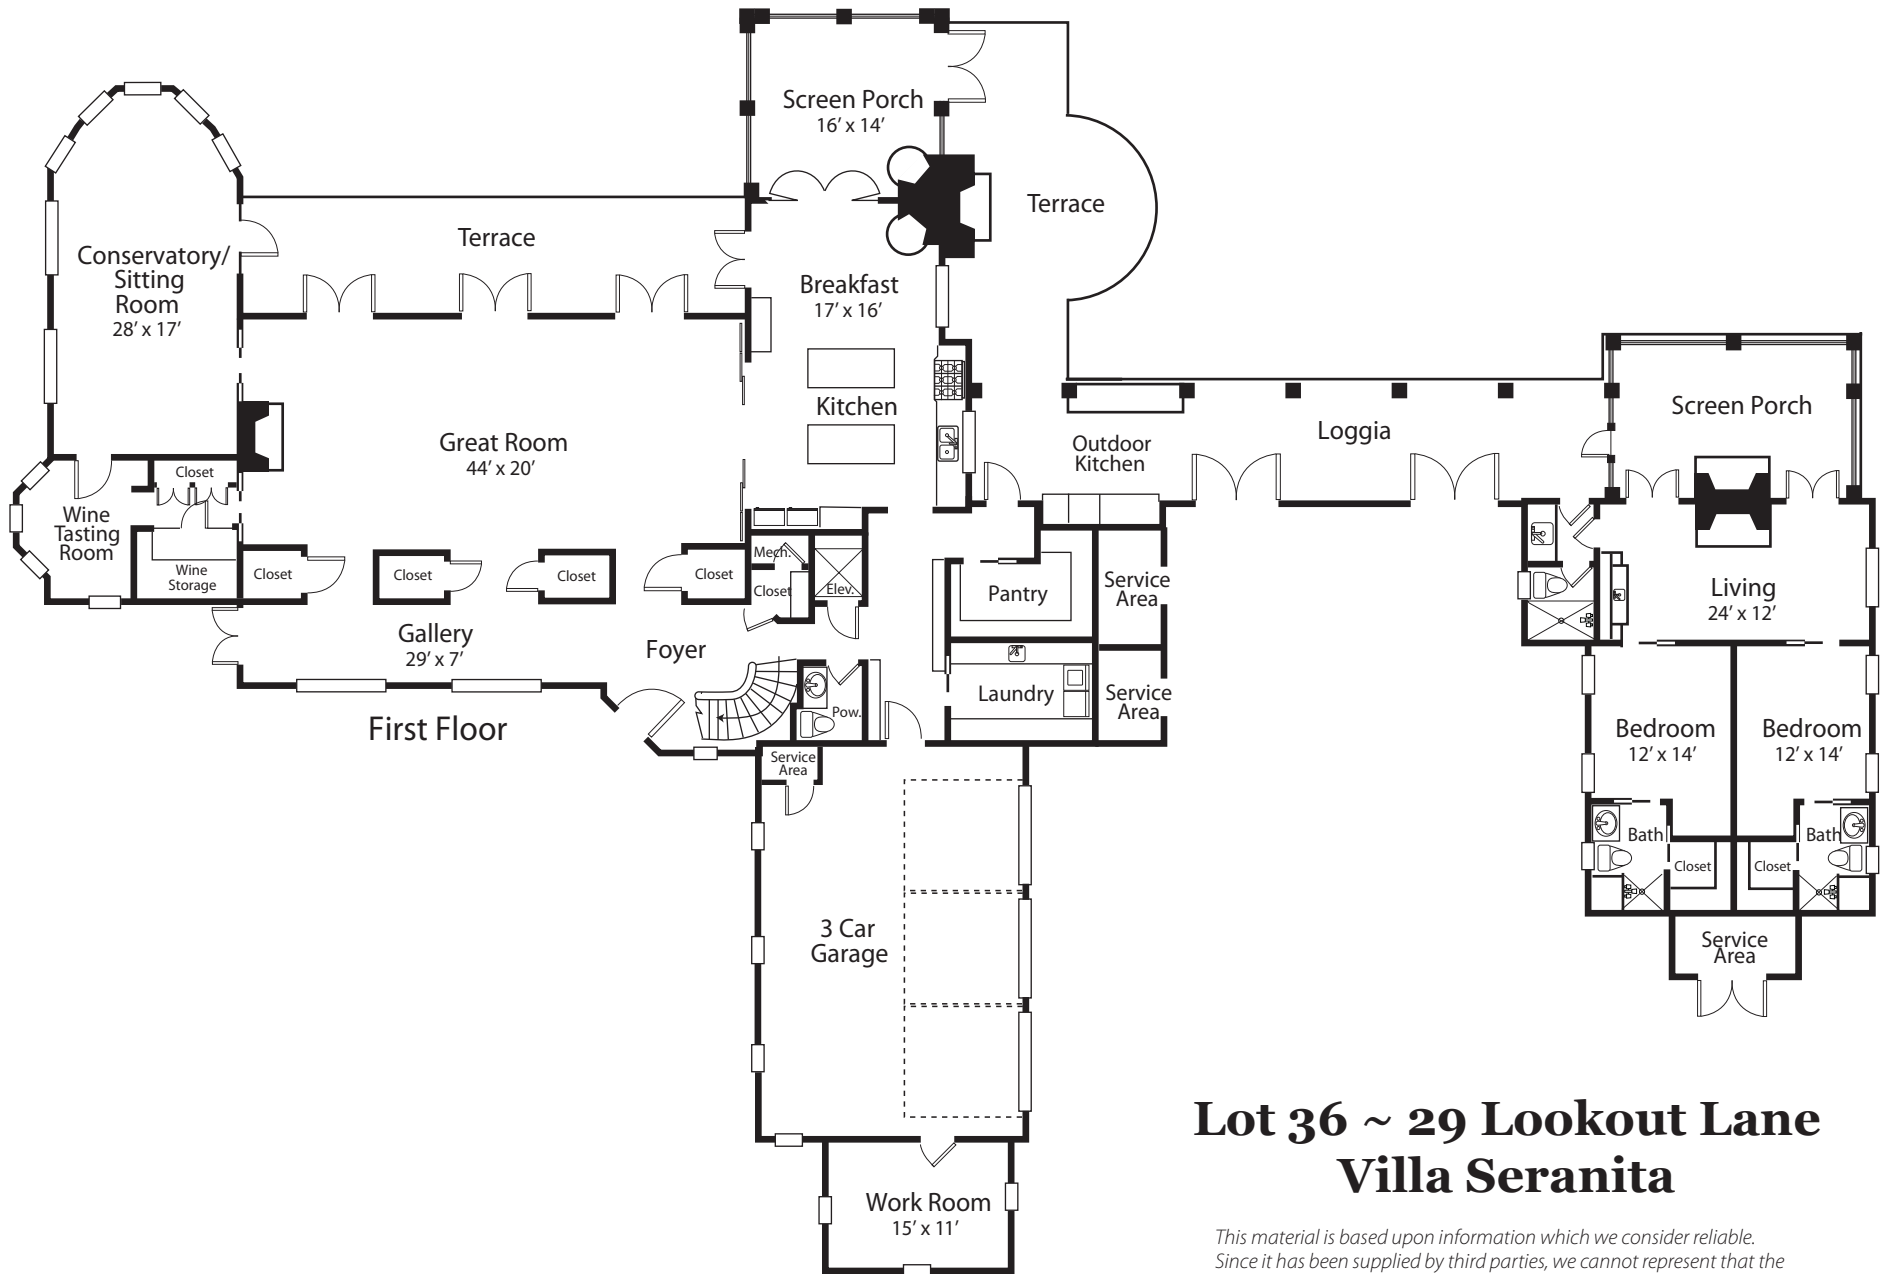 Screen Porch
16’ x 14’
Terrace
Terrace
Conservatory/
Sitting
Room
28’ x 17’
Breakfast
17’ x 16’
Kitchen
Great Room
44’ x 20’
Outdoor
Kitchen
Loggia
Screen Porch
Closet
Wine
Tasting
Room
Wine
Storage
Closet
Closet
Closet
Closet
Mech.
Closet
Elev.
Pantry
Service
Area
Living
24’ x 12’
Gallery
29’ x 7’
Foyer
Laundry
Service
Area
Pow.
First Floor
Bedroom
12’ x 14’
Bedroom
12’ x 14’
Service
Area
Bath
Bath
Closet
Closet
3 Car
Garage
Service
Area
Work Room
15’ x 11’
Lot 36 ~ 29 Lookout Lane
Villa Seranita
This material is based upon information which we consider reliable.
Since it has been supplied by third parties, we cannot represent that the